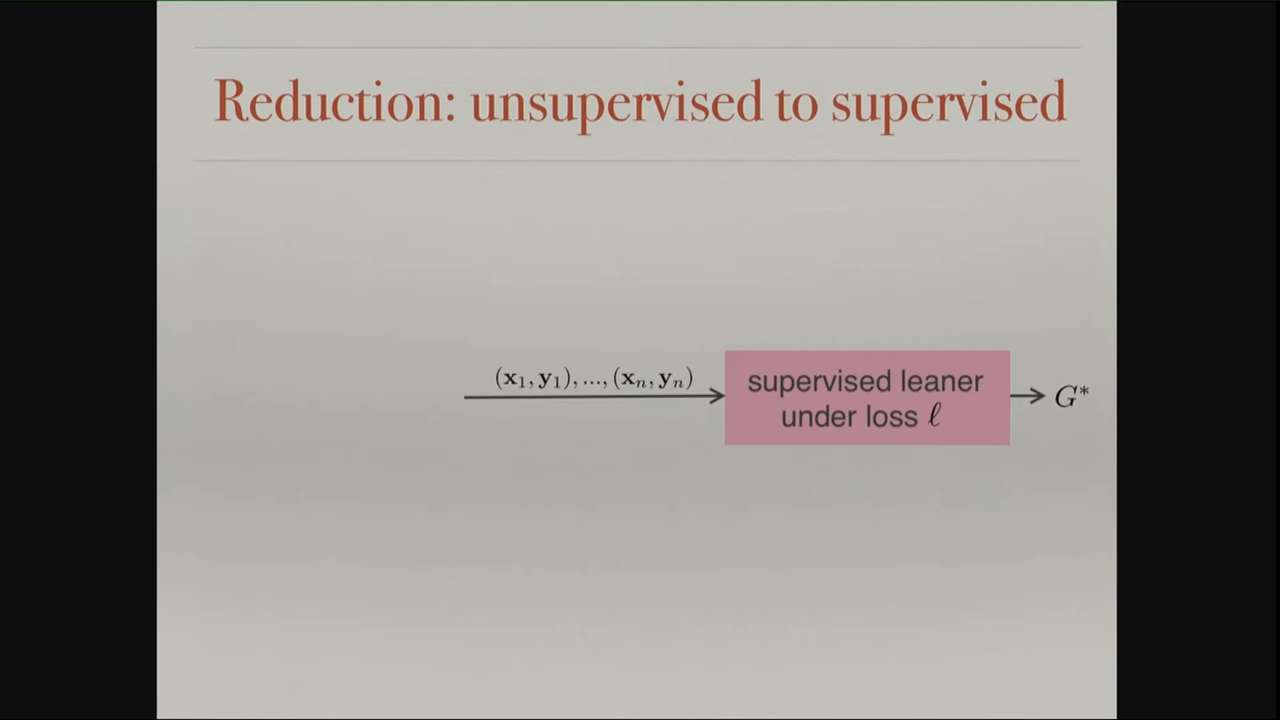 Reduction: unsupervised to supervised
(x₁, y₁), ..., (xₙ, yₙ)
supervised leaner
under loss ℓ
G*